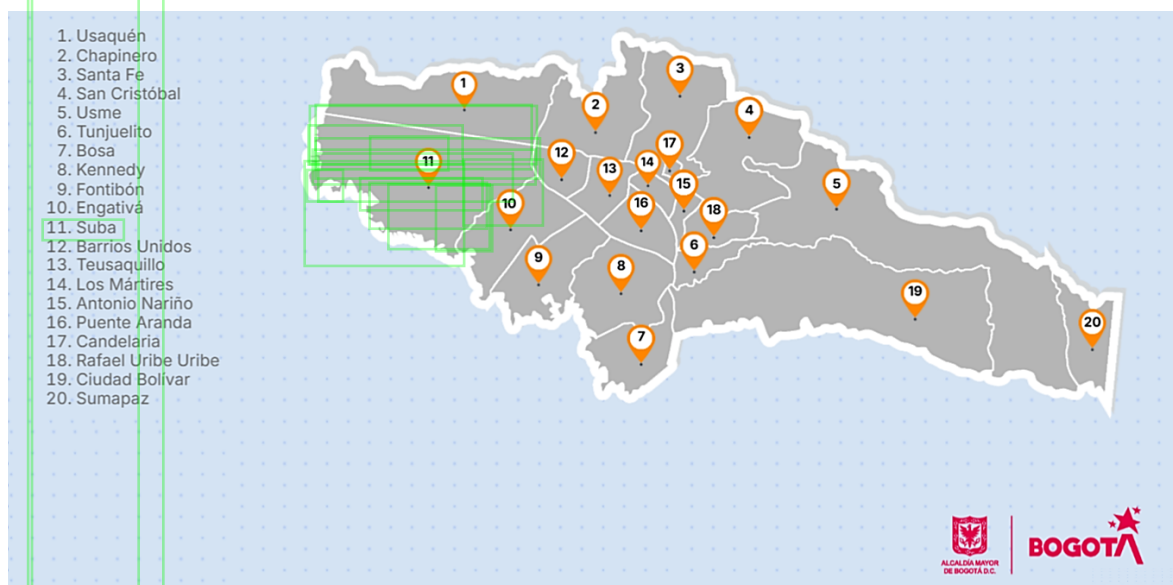 1. Usaquén
2. Chapinero
3. Santa Fe
4. San Cristóbal
5. Usme
6. Tunjuelito
7. Bosa
8. Kennedy
9. Fontibón
10. Engativá
11. Suba
12. Barrios Unidos
13. Teusaquillo
14. Los Mártires
15. Antonio Nariño
16. Puente Aranda
17. Candelaria
18. Rafael Uribe Uribe
19. Ciudad Bolívar
20. Sumapaz
3
1
2
4
17
12
14
11
13
15
5
10
16
18
6
9
8
19
20
7
ALCALDÍA MAYOR
DE BOGOTÁ D.C.
BOGOTÁ